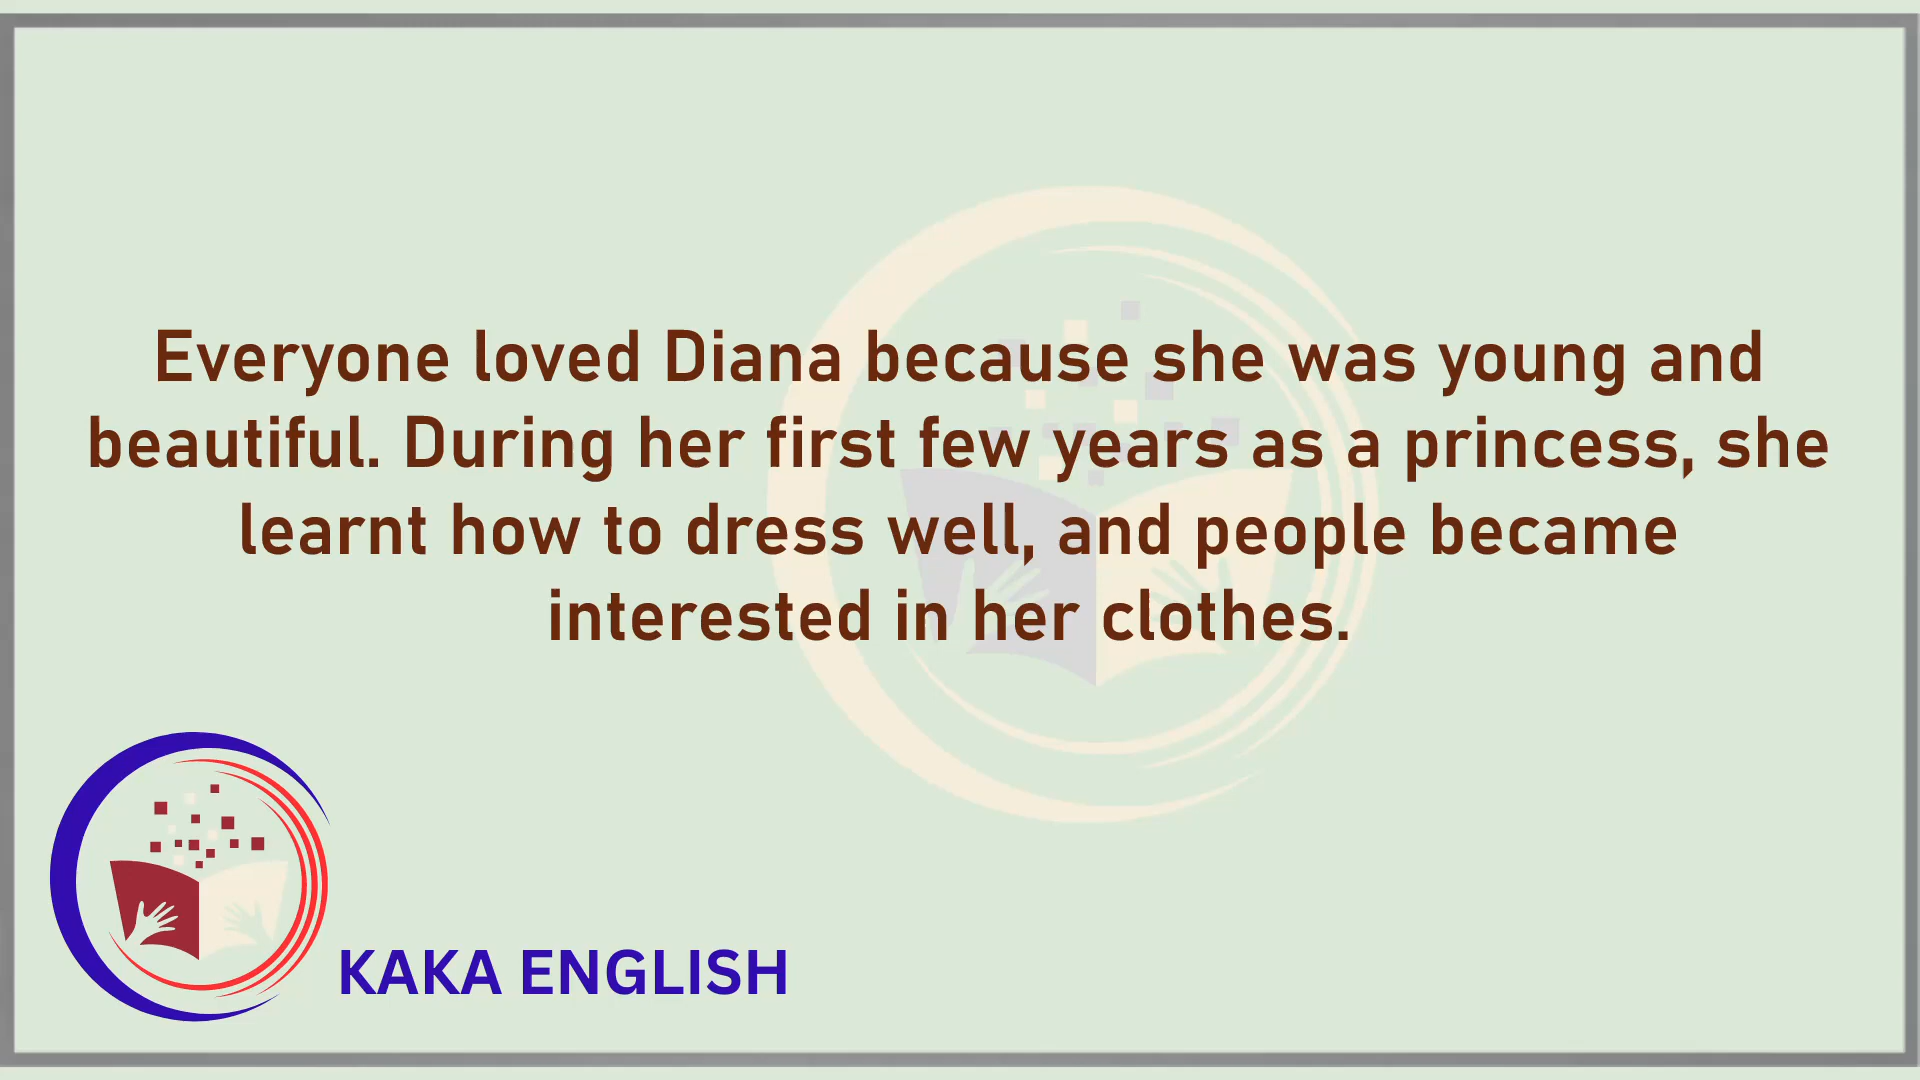 Everyone loved Diana because she was young and
beautiful. During her first few years as a princess, she
learnt how to dress well, and people became
interested in her clothes.
KAKA ENGLISH